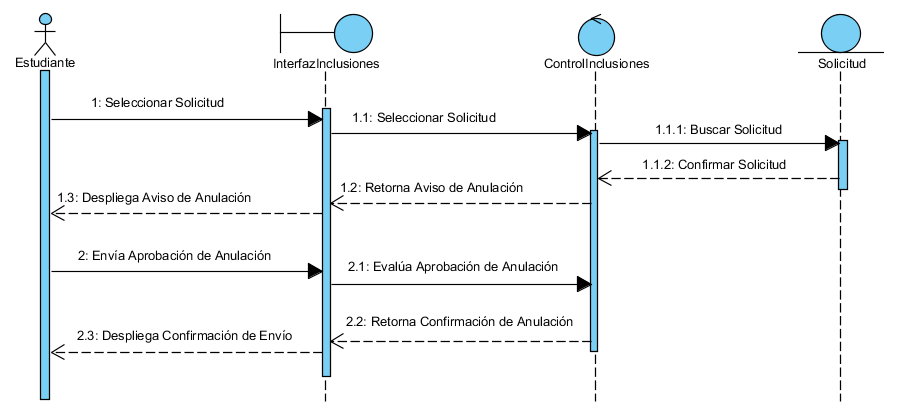 Estudiante
InterfazInclusiones
ControlInclusiones
Solicitud
1: Seleccionar Solicitud
1.1: Seleccionar Solicitud
1.1.1: Buscar Solicitud
1.1.2: Confirmar Solicitud
1.2: Retorna Aviso de Anulación
1.3: Despliega Aviso de Anulación
2: Envía Aprobación de Anulación
2.1: Evalúa Aprobación de Anulación
2.2: Retorna Confirmación de Anulación
2.3: Despliega Confirmación de Envío